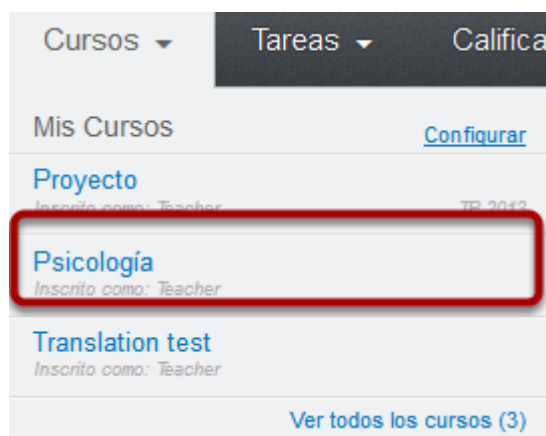 Cursos Tareas Califica
Mis Cursos Configurar
Proyecto
Inscrito como: Teacher TR 2013
Psicología
Inscrito como: Teacher
Translation test
Inscrito como: Teacher
Ver todos los cursos (3)